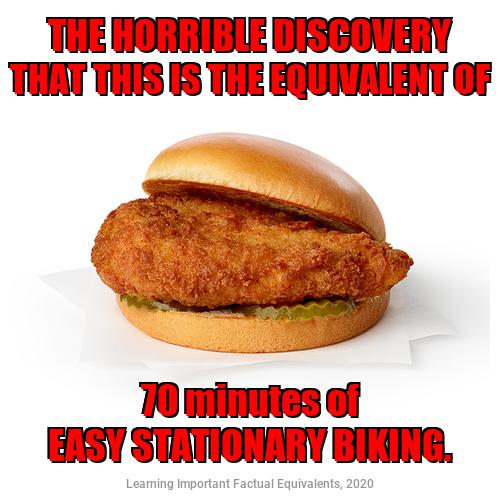 THE HORRIBLE DISCOVERY
THAT THIS IS THE EQUIVALENT OF
70 minutes of
EASY STATIONARY BIKING.
Learning Important Factual Equivalents, 2020